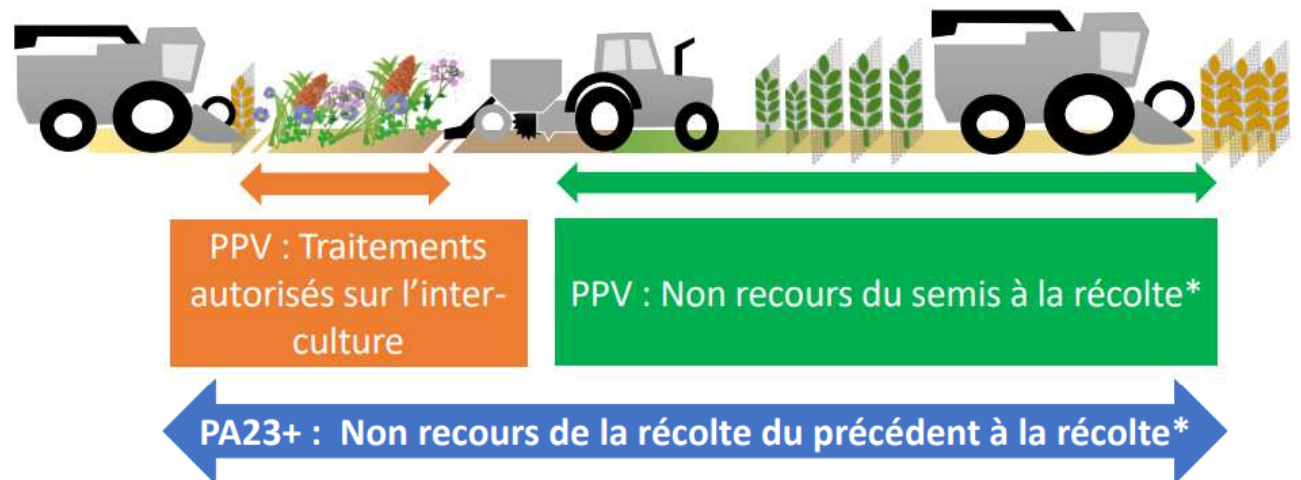 PPV : Traitements
autorisés sur l'inter-
culture
PPV : Non recours du semis à la récolte*
PA23+ : Non recours de la récolte du précédent à la récolte*